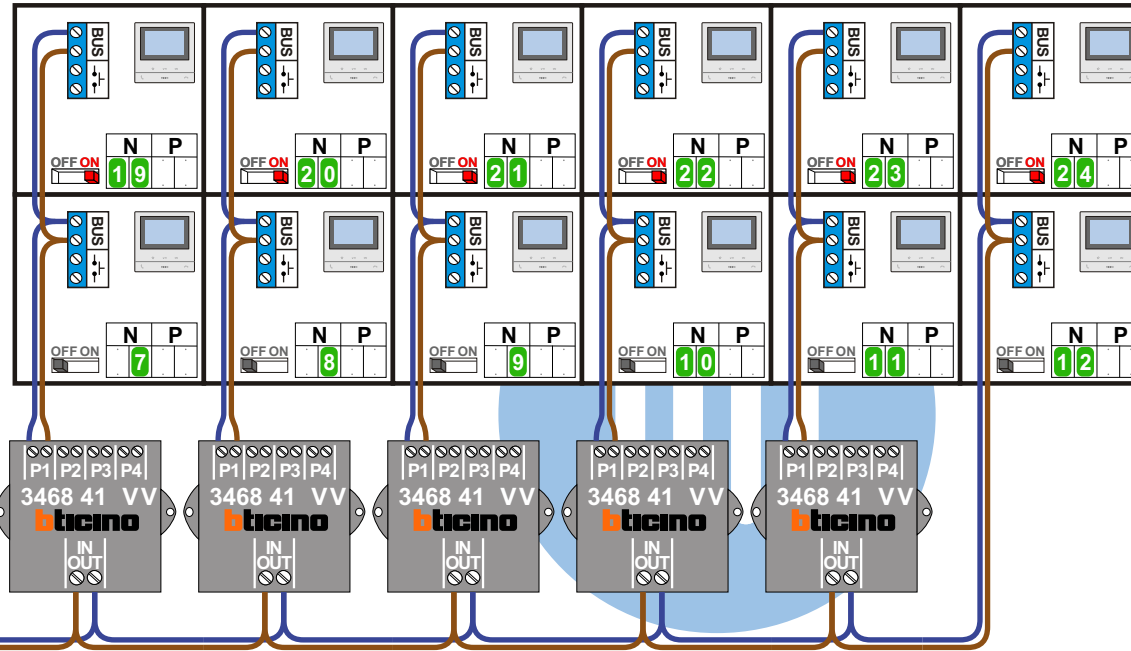 BUS BUS BUS BUS BUS BUS
N P N P N P N P N P N P
OFF ON 19 OFF ON 20 OFF ON 21 OFF ON 22 OFF ON 23 OFF ON 24
BUS BUS BUS BUS BUS BUS
N P N P N P N P N P N P
OFF ON 7 OFF ON 8 OFF ON 9 OFF ON 10 OFF ON 11 OFF ON 12
P1 P2 P3 P4 P1 P2 P3 P4 P1 P2 P3 P4 P1 P2 P3 P4 P1 P2 P3 P4
3468 41 VV 3468 41 VV 3468 41 VV 3468 41 VV 3468 41 VV
bticino bticino bticino bticino bticino
IN IN IN IN IN
OUT OUT OUT OUT OUT